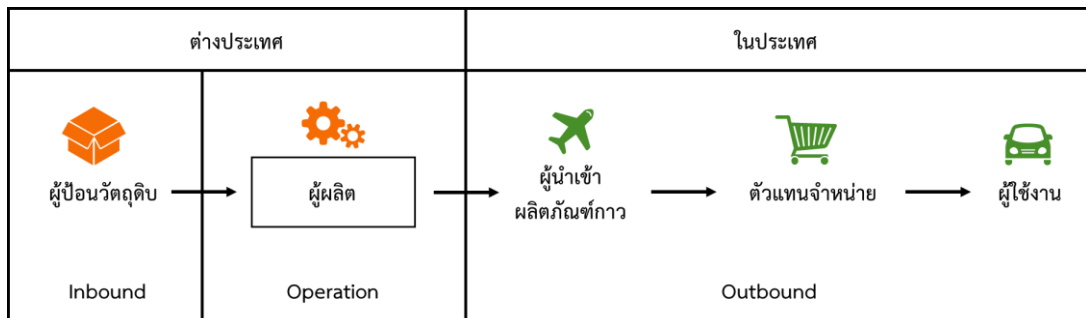 ต่างประเทศ
ในประเทศ
ผู้ป้อนวัตถุดิบ
ผู้ผลิต
ผู้นำเข้า
ผลิตภัณฑ์กาว
ตัวแทนจำหน่าย
ผู้ใช้งาน
Inbound
Operation
Outbound